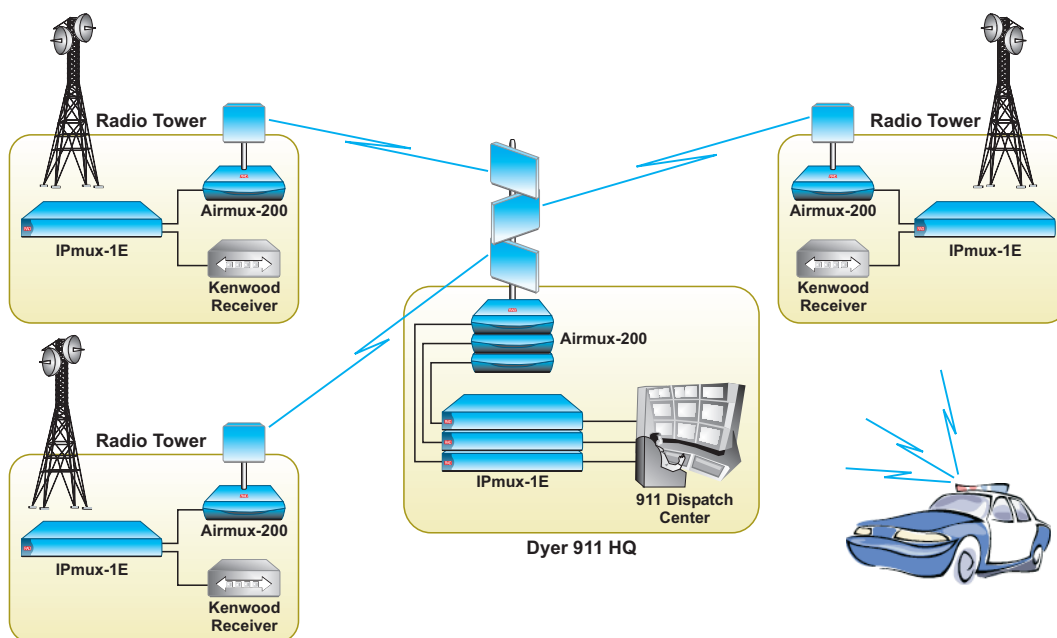 Radio Tower
Airmux-200
IPmux-1E
Kenwood
Receiver
Radio Tower
Airmux-200
IPmux-1E
Kenwood
Receiver
Airmux-200
IPmux-1E
911 Dispatch
Center
Dyer 911 HQ
Radio Tower
Airmux-200
IPmux-1E
Kenwood
Receiver